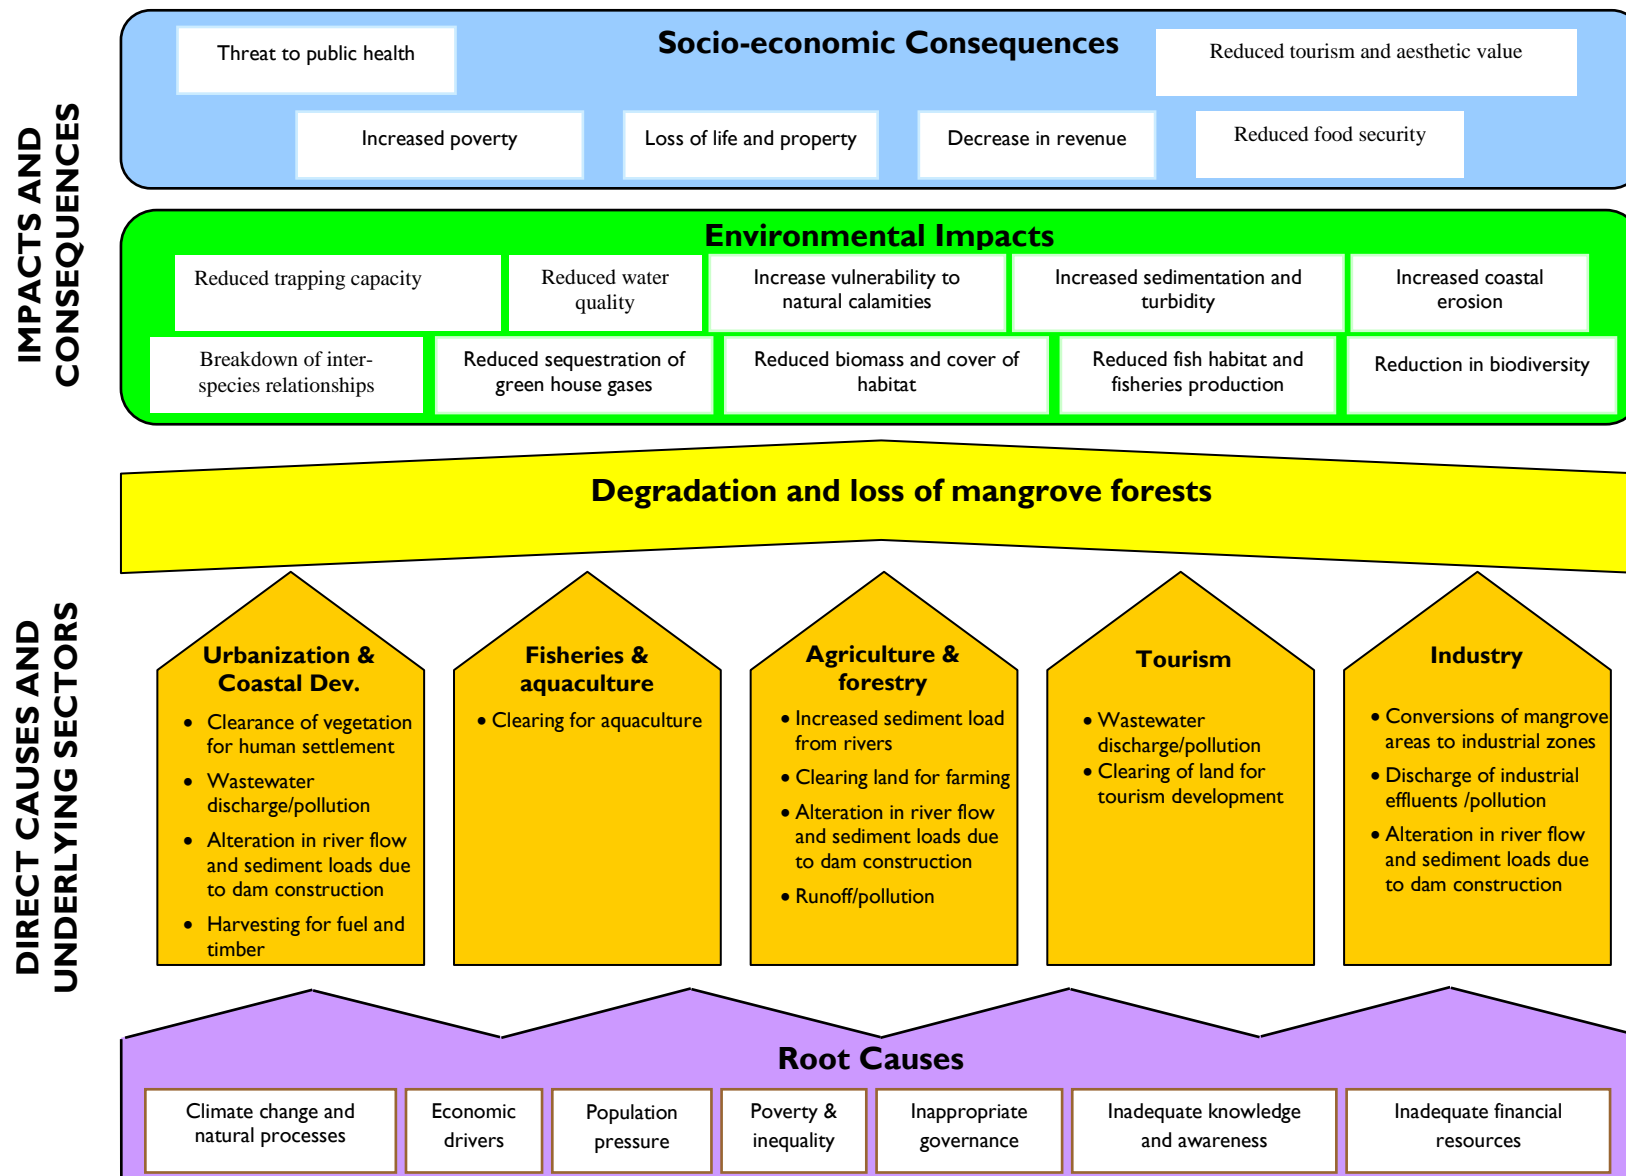 IMPACTS AND
CONSEQUENCES
Socio-economic Consequences
Threat to public health
Reduced tourism and aesthetic value
Increased poverty
Loss of life and property
Decrease in revenue
Reduced food security
Environmental Impacts
Reduced trapping capacity
Reduced water
quality
Increase vulnerability to
natural calamities
Increased sedimentation and
turbidity
Increased coastal
erosion
Breakdown of inter-
species relationships
Reduced sequestration of
green house gases
Reduced biomass and cover of
habitat
Reduced fish habitat and
fisheries production
Reduction in biodiversity
Degradation and loss of mangrove forests
DIRECT CAUSES AND
UNDERLYING SECTORS
Urbanization &
Coastal Dev.
• Clearance of vegetation
for human settlement
• Wastewater
discharge/pollution
• Alteration in river flow
and sediment loads due
to dam construction
• Harvesting for fuel and
timber
Fisheries &
aquaculture
• Clearing for aquaculture
Agriculture &
forestry
• Increased sediment load
from rivers
• Clearing land for farming
• Alteration in river flow
and sediment loads due
to dam construction
• Runoff/pollution
Tourism
• Wastewater
discharge/pollution
• Clearing of land for
tourism development
Industry
• Conversions of mangrove
areas to industrial zones
• Discharge of industrial
effluents /pollution
• Alteration in river flow
and sediment loads due
to dam construction
Root Causes
Climate change and
natural processes
Economic
drivers
Population
pressure
Poverty &
inequality
Inappropriate
governance
Inadequate knowledge
and awareness
Inadequate financial
resources